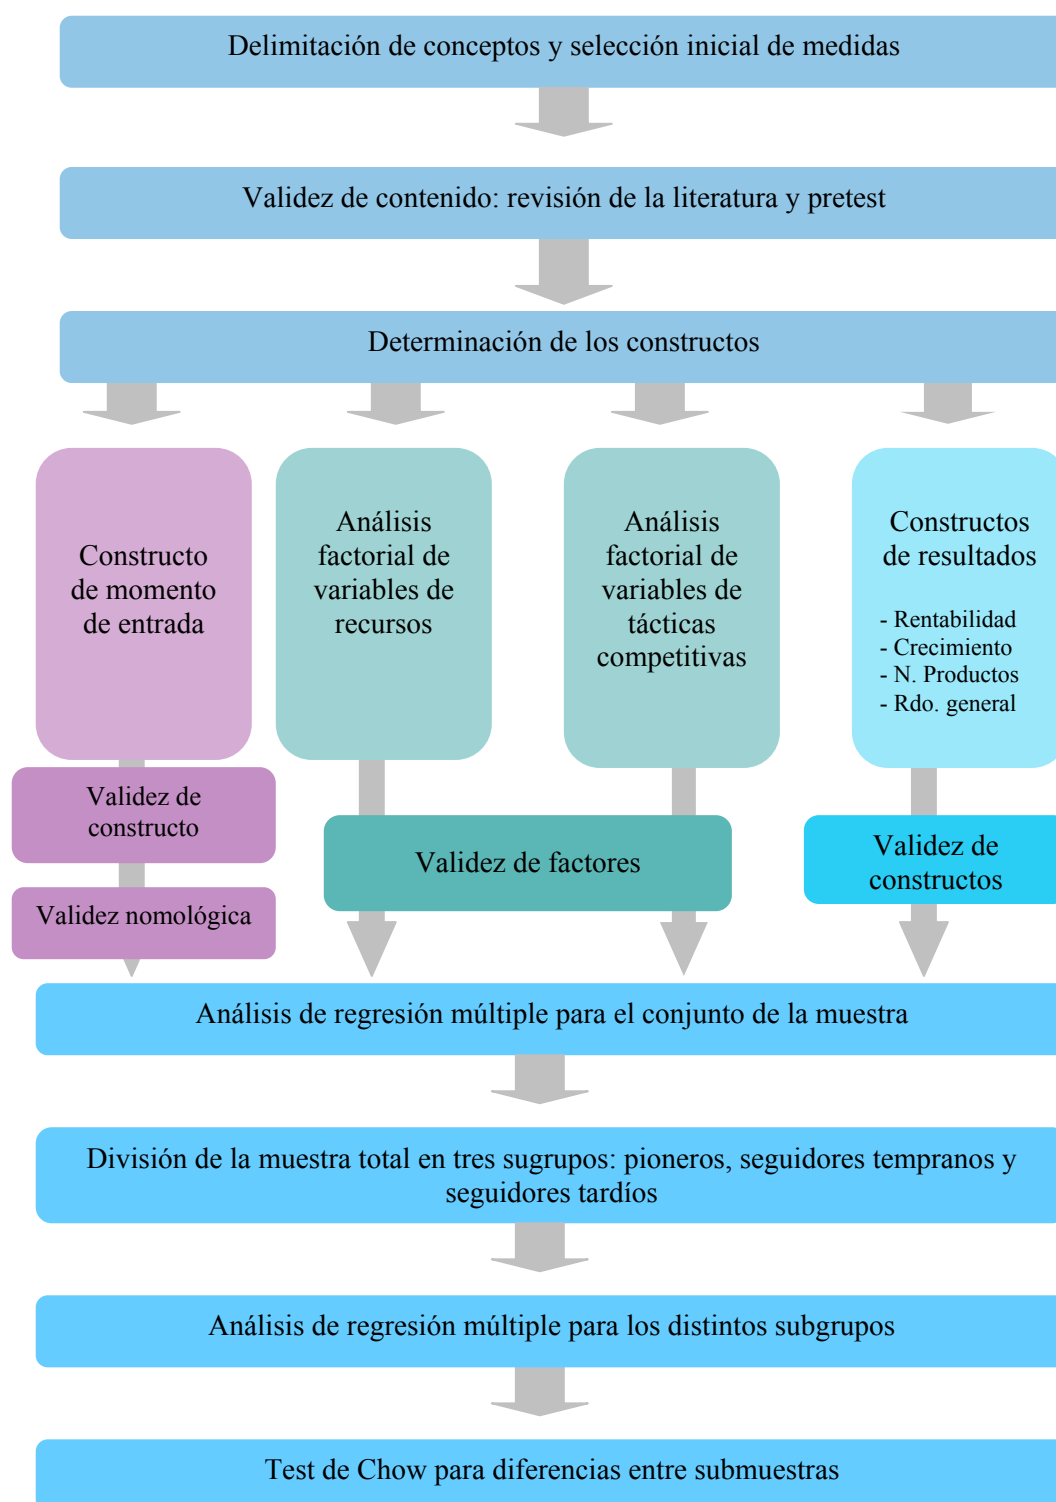 Delimitación de conceptos y selección inicial de medidas
Validez de contenido: revisión de la literatura y pretest
Determinación de los constructos
Constructo
de momento
de entrada
Análisis
factorial de
variables de
recursos
Análisis
factorial de
variables de
tácticas
competitivas
Constructos
de resultados
- Rentabilidad
- Crecimiento
- N. Productos
- Rdo. general
Validez de
constructo
Validez nomológica
Validez de factores
Validez de
constructos
Análisis de regresión múltiple para el conjunto de la muestra
División de la muestra total en tres sugrupos: pioneros, seguidores tempranos y
seguidores tardíos
Análisis de regresión múltiple para los distintos subgrupos
Test de Chow para diferencias entre submuestras